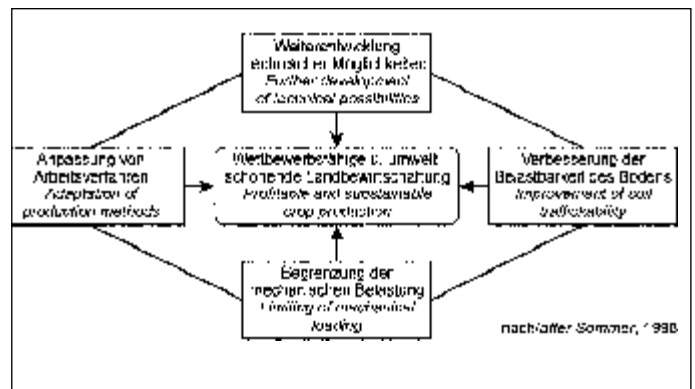 Weiterentwicklung
technischer Möglichkeiten
Further development
of technical possibilities
Anpassung von
Arbeitsverfahren
Adaptation of
production methods
Wettbewerbsfähige u. umwelt
schonende Landbewirtschaftung
Profitable and sustainable
crop production
Verbesserung der
Belastbarkeit des Bodens
Improvement of soil
trafficability
Begrenzung der
mechanischen Belastung
Limiting of mechanical
loading
nach/after Sommer, 1998